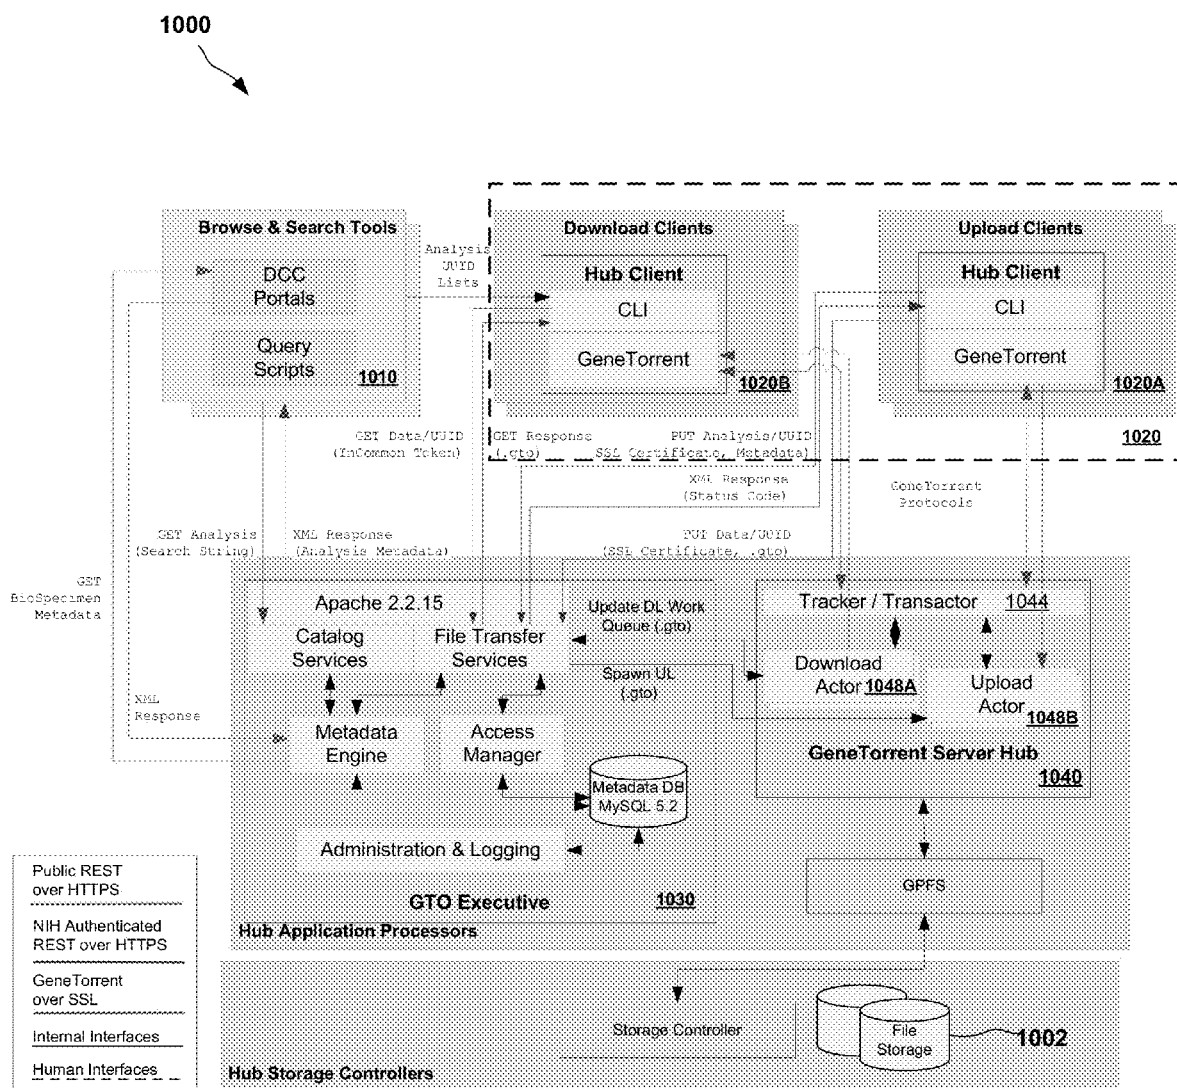 1000
Browse & Search Tools
DCC
Portals
Query
Scripts
1010
Analysis
UUID
Lists
Download Clients
Hub Client
CLI
GeneTorrent
1020B
Upload Clients
Hub Client
CLI
GeneTorrent
1020A
1020
GET Data/UUID
(InCommon Token)
GET Response
(.gto)
PUT Analysis/UUID
SSL Certificate, Metadata)
XML Response
(Status Code)
GeneTorrent
Protocols
GET Analysis
(Search String)
XML Response
(Analysis Metadata)
PUT Data/UUID
(SSL Certificate, .gto)
GET
BioSpecimen
Metadata
XML
Response
Apache 2.2.15
Catalog
Services
File Transfer
Services
Metadata
Engine
Access
Manager
Metadata DB
MySQL 5.2
Administration & Logging
GTO Executive
1030
Hub Application Processors
Update DL Work
Queue (.gto)
Spawn UL
(.gto)
Tracker / Transactor
1044
Download
Actor
1048A
Upload
Actor
1048B
GeneTorrent Server Hub
1040
GPFS
Storage Controller
File
Storage
1002
Hub Storage Controllers
Public REST
over HTTPS
NIH Authenticated
REST over HTTPS
GeneTorrent
over SSL
Internal Interfaces
Human Interfaces